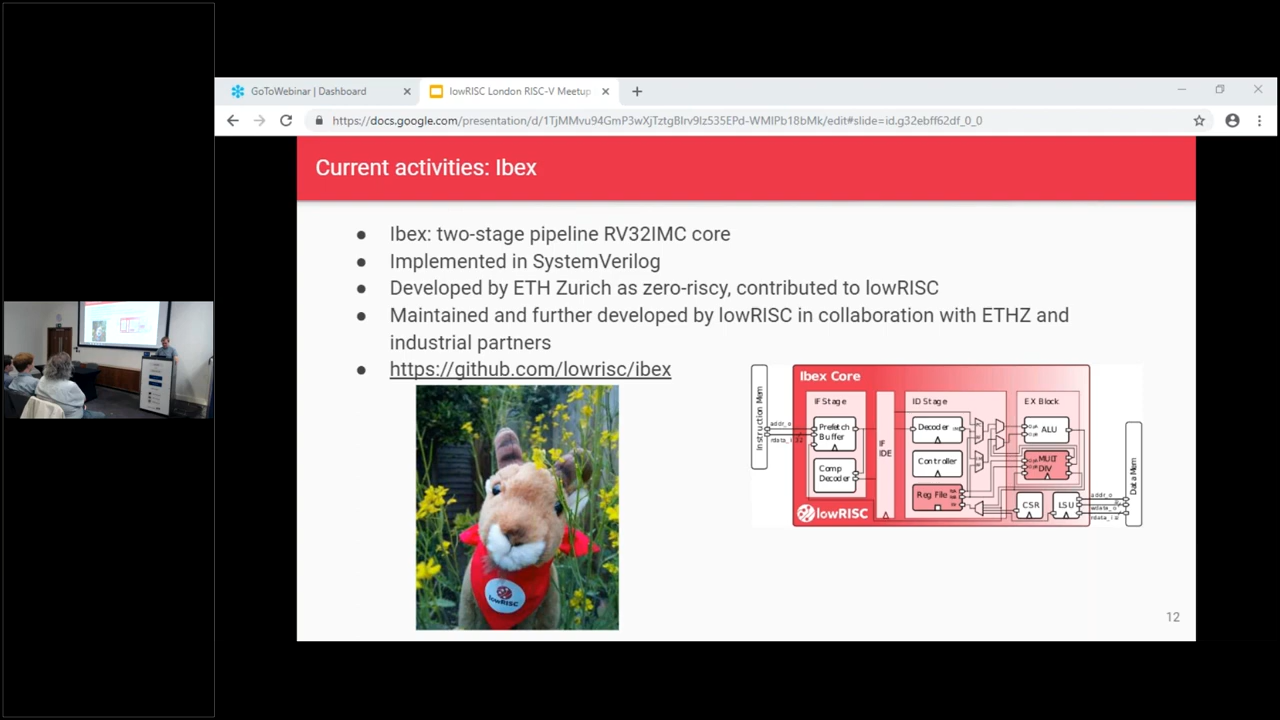 GoToWebinar | Dashboard
lowRISC London RISC-V Meetup
https://docs.google.com/presentation/d/1TjMMvu94GmP3wXjTztgBIrv9Iz535EPd-WMIPb18bMk/edit#slide=id.g32ebff62df_0_0
Current activities: Ibex
● Ibex: two-stage pipeline RV32IMC core
● Implemented in SystemVerilog
● Developed by ETH Zurich as zero-riscy, contributed to lowRISC
● Maintained and further developed by lowRISC in collaboration with ETHZ and
industrial partners
● https://github.com/lowrisc/ibex
lowRISC
Ibex Core
Instruction Mem
addr_o
IF Stage
Prefetch
Buffer
Comp
Decoder
IF
IDE
ID Stage
Decoder
Controller
Reg File
EX Block
ALU
MULT
DIV
CSR
LSU
addr_o
wdata_o
Data Mem
lowRISC
12